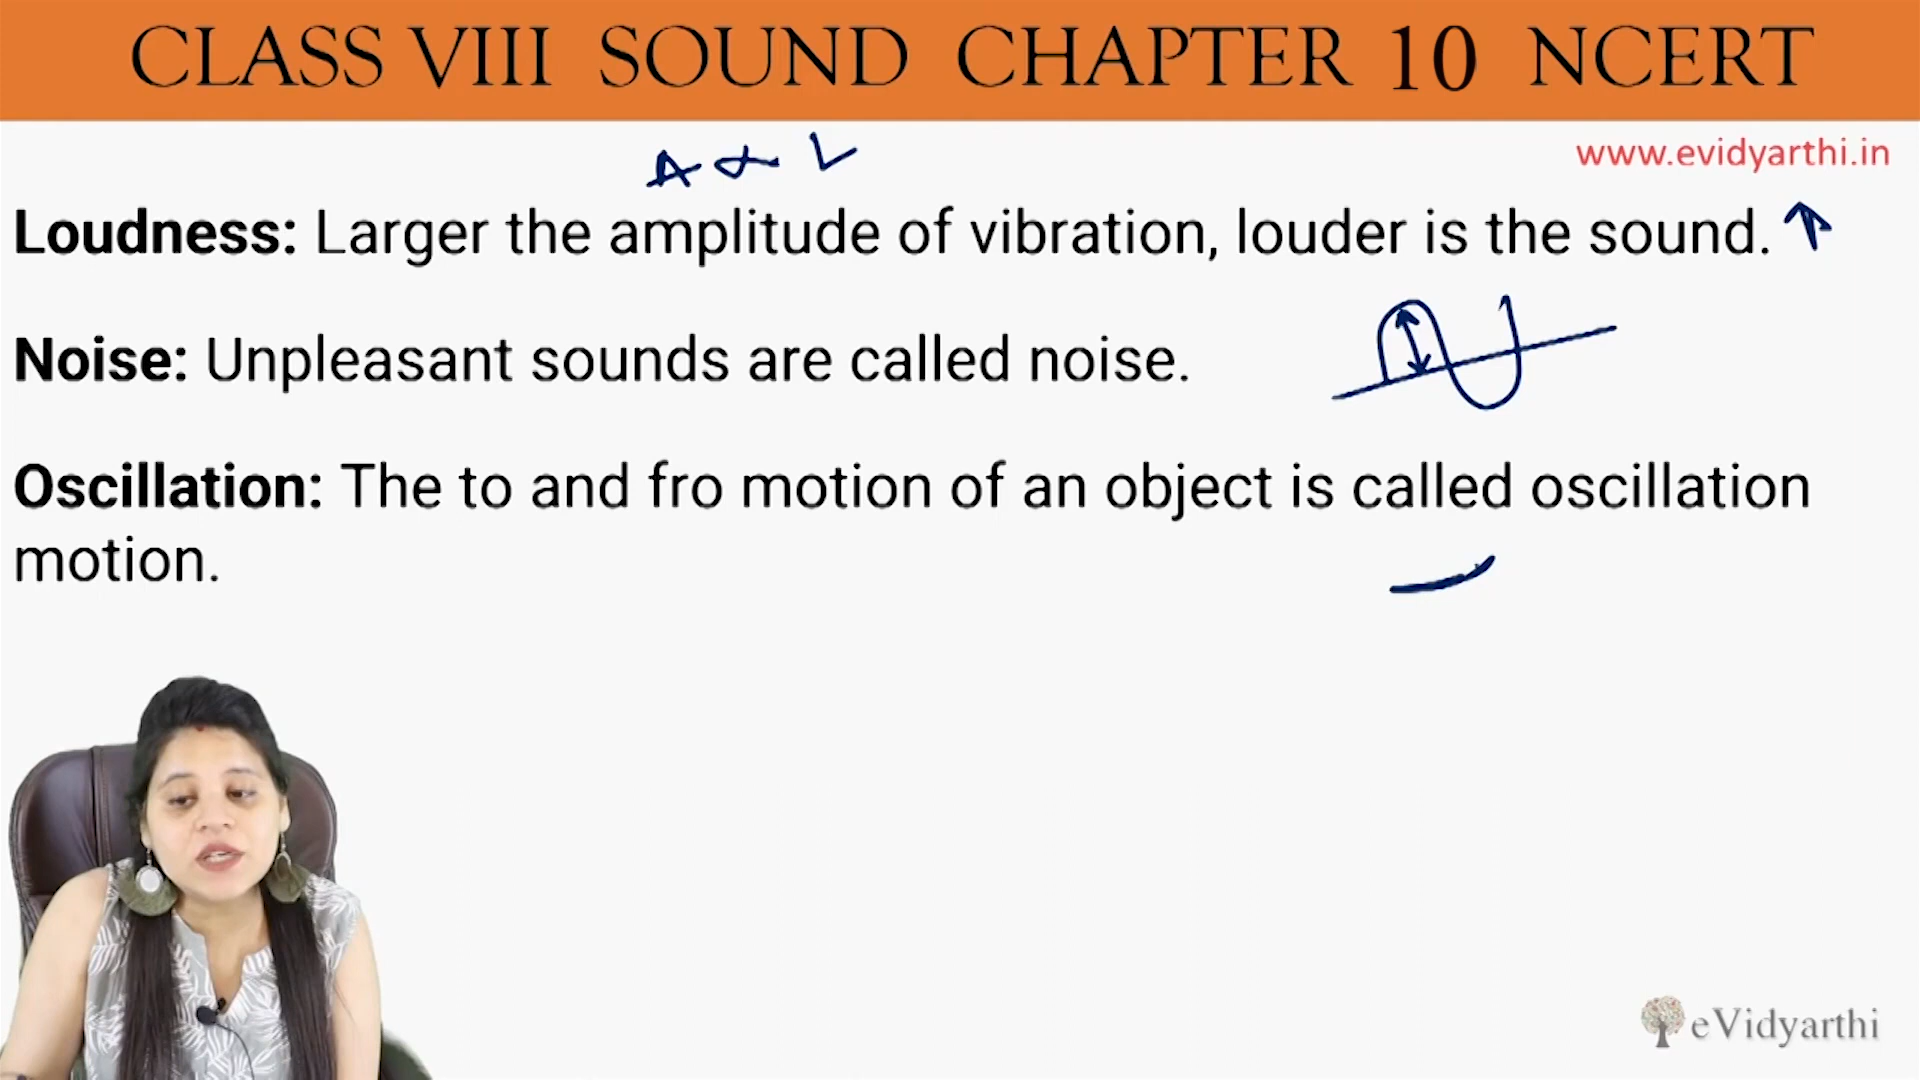 CLASS VIII SOUND CHAPTER 10 NCERT
www.evidyarthi.in
A ∝ L
Loudness: Larger the amplitude of vibration, louder is the sound. ↑
Noise: Unpleasant sounds are called noise.
Oscillation: The to and fro motion of an object is called oscillation
motion.
eVidyarthi